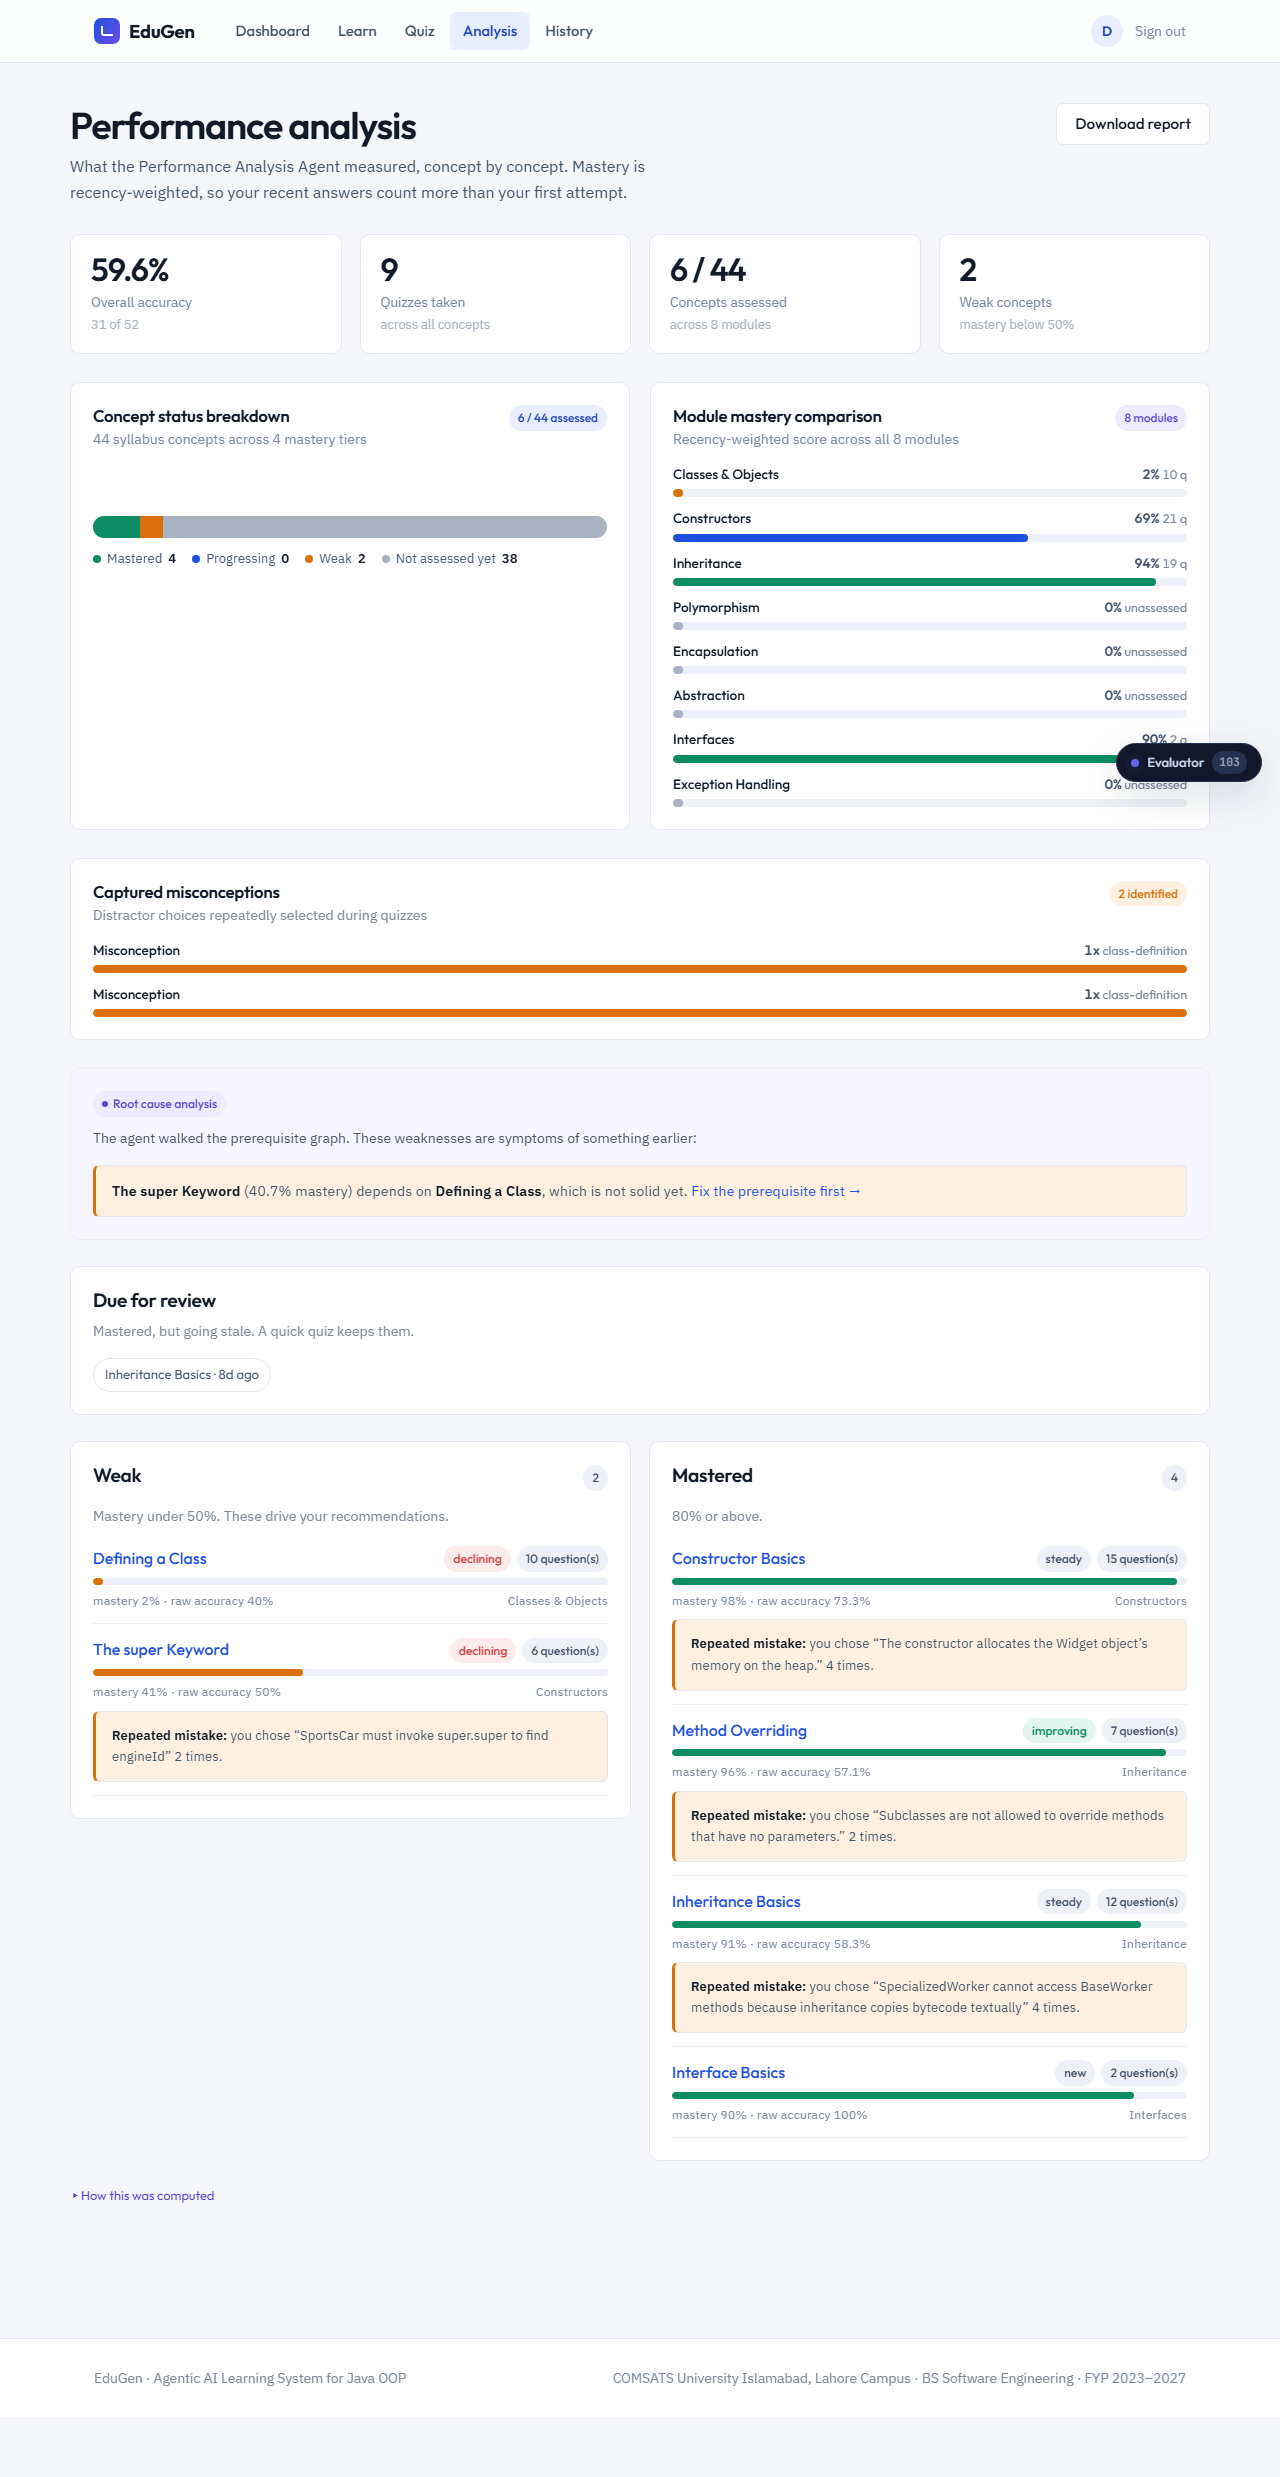 EduGen
Dashboard
Learn
Quiz
Analysis
History
D
Sign out
Performance analysis
Download report
What the Performance Analysis Agent measured, concept by concept. Mastery is
recency-weighted, so your recent answers count more than your first attempt.
59.6%
Overall accuracy
31 of 52
9
Quizzes taken
across all concepts
6 / 44
Concepts assessed
across 8 modules
2
Weak concepts
mastery below 50%
Concept status breakdown
6 / 44 assessed
44 syllabus concepts across 4 mastery tiers
Mastered 4
Progressing 0
Weak 2
Not assessed yet 38
Module mastery comparison
8 modules
Recency-weighted score across all 8 modules
Classes & Objects
2% 10 q
Constructors
69% 21 q
Inheritance
94% 19 q
Polymorphism
0% unassessed
Encapsulation
0% unassessed
Abstraction
0% unassessed
Interfaces
90% 2 q
Evaluator 103
Exception Handling
0% unassessed
Captured misconceptions
2 identified
Distractor choices repeatedly selected during quizzes
Misconception
1x class-definition
Misconception
1x class-definition
Root cause analysis
The agent walked the prerequisite graph. These weaknesses are symptoms of something earlier:
The super Keyword (40.7% mastery) depends on Defining a Class, which is not solid yet. Fix the prerequisite first →
Due for review
Mastered, but going stale. A quick quiz keeps them.
Inheritance Basics · 8d ago
Weak
2
Mastery under 50%. These drive your recommendations.
Defining a Class
declining
10 question(s)
mastery 2% · raw accuracy 40%
Classes & Objects
The super Keyword
declining
6 question(s)
mastery 41% · raw accuracy 50%
Constructors
Repeated mistake: you chose “SportsCar must invoke super.super to find
engineId” 2 times.
Mastered
4
80% or above.
Constructor Basics
steady
15 question(s)
mastery 98% · raw accuracy 73.3%
Constructors
Repeated mistake: you chose “The constructor allocates the Widget object’s
memory on the heap.” 4 times.
Method Overriding
improving
7 question(s)
mastery 96% · raw accuracy 57.1%
Inheritance
Repeated mistake: you chose “Subclasses are not allowed to override methods
that have no parameters.” 2 times.
Inheritance Basics
steady
12 question(s)
mastery 91% · raw accuracy 58.3%
Inheritance
Repeated mistake: you chose “SpecializedWorker cannot access BaseWorker
methods because inheritance copies bytecode textually” 4 times.
Interface Basics
new
2 question(s)
mastery 90% · raw accuracy 100%
Interfaces
▸ How this was computed
EduGen · Agentic AI Learning System for Java OOP
COMSATS University Islamabad, Lahore Campus · BS Software Engineering · FYP 2023–2027